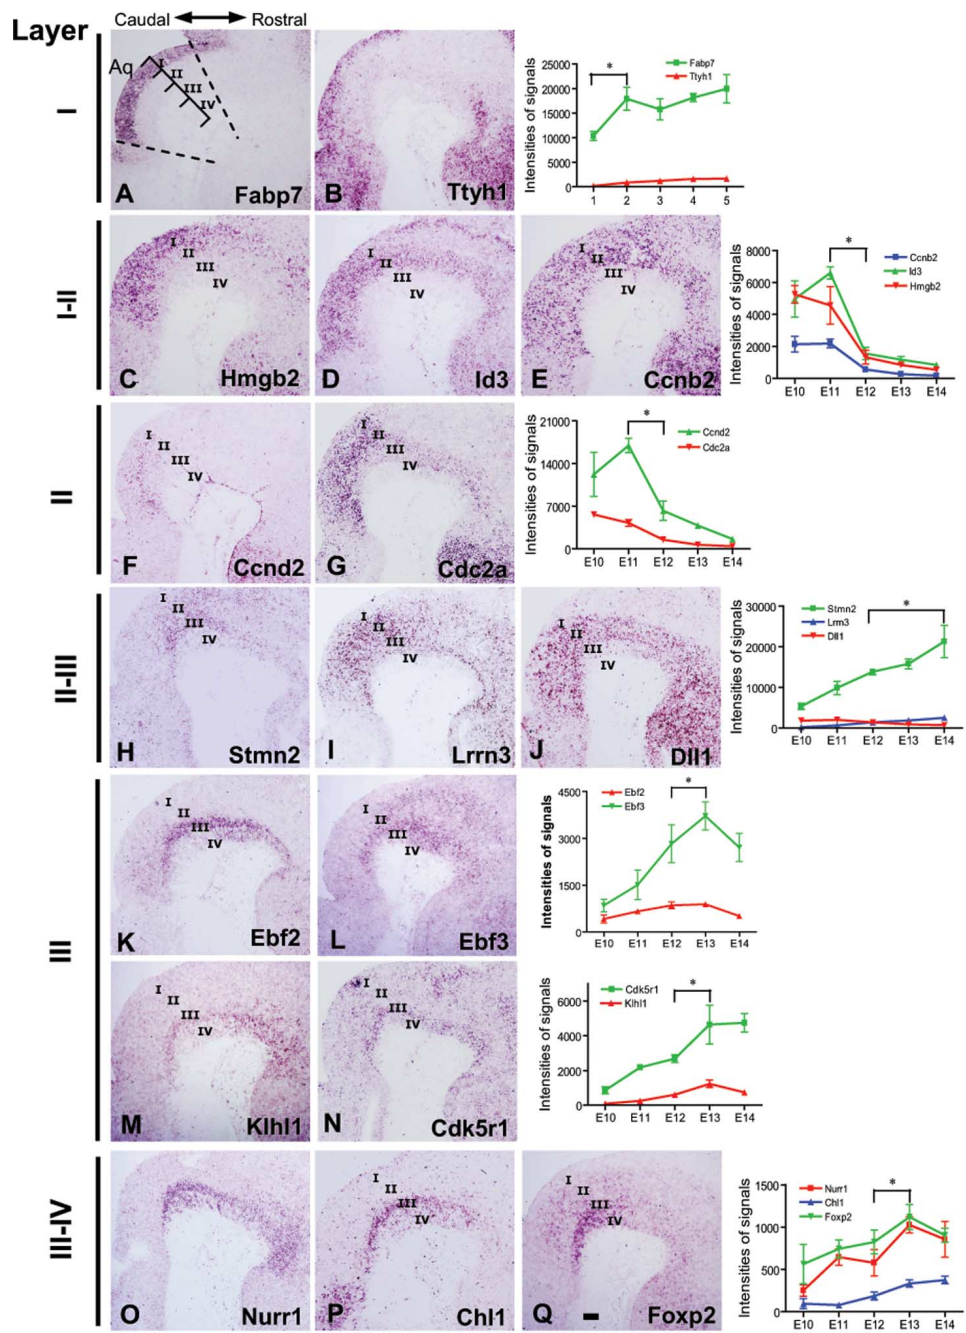 Layer
Caudal Rostral
I
Aq
I
II
III
IV
A Fabp7
B Ttyh1
Intensities of signals
25000
20000
15000
10000
5000
0
*
Fabp7
Ttyh1
1 2 3 4 5
I-II
I
II
III
IV
C Hmgb2
I
II
III
IV
D Id3
I
II
III
IV
E Ccnb2
Intensities of signals
8000
6000
4000
2000
0
*
Ccnb2
Id3
Hmgb2
E10 E11 E12 E13 E14
II
I
II
III
IV
F Ccnd2
I
II
III
IV
G Cdc2a
Intensities of signals
21000
14000
7000
0
*
Ccnd2
Cdc2a
E10 E11 E12 E13 E14
II-III
I
II
III
IV
H Stmn2
I
II
III
IV
I Lrrn3
I
II
III
IV
J Dll1
Intensities of signals
30000
20000
10000
0
*
Stmn2
Lrrn3
Dll1
E10 E11 E12 E13 E14
III
I
II
III
IV
K Ebf2
I
II
III
IV
L Ebf3
Intensities of signals
4500
3000
1500
0
*
Ebf2
Ebf3
E10 E11 E12 E13 E14
I
II
III
IV
M Klhl1
I
II
III
IV
N Cdk5r1
Intensities of signals
6000
4000
2000
0
*
Cdk5r1
Klhl1
E10 E11 E12 E13 E14
III-IV
O Nurr1
I
II
III
IV
P Chl1
I
II
III
IV
Q Foxp2
Intensities of signals
1500
1000
500
0
*
Nurr1
Chl1
Foxp2
E10 E11 E12 E13 E14